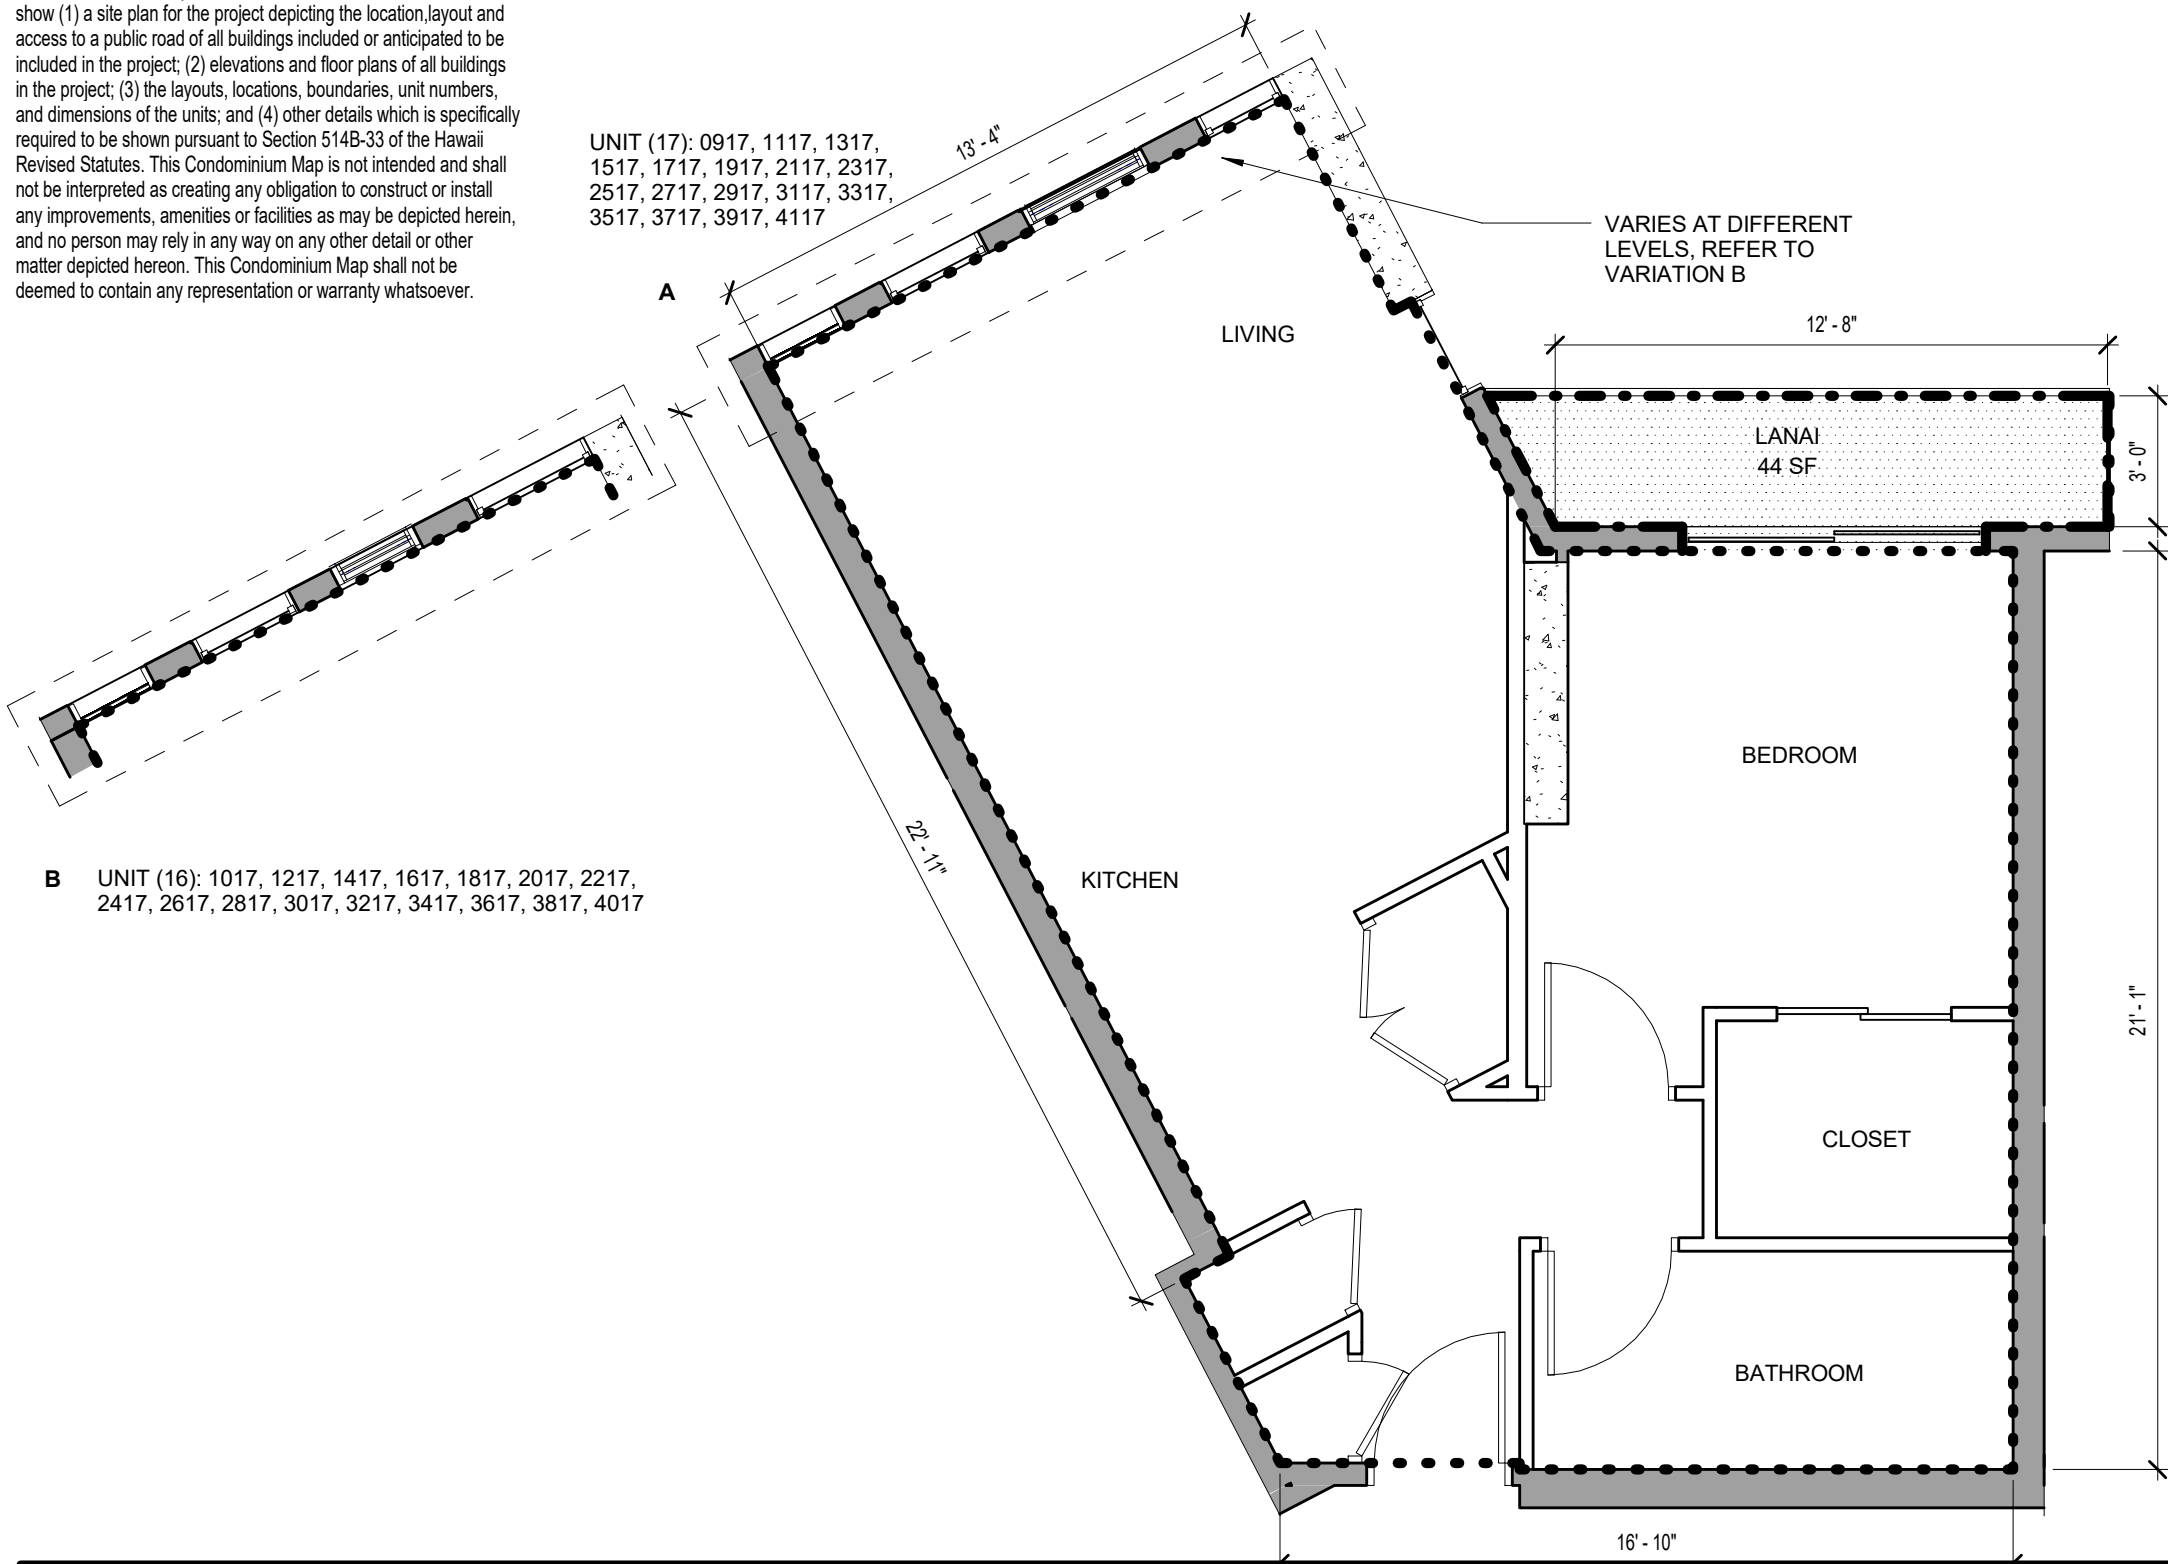 show (1) a site plan for the project depicting the location,layout and
access to a public road of all buildings included or anticipated to be
included in the project; (2) elevations and floor plans of all buildings
in the project; (3) the layouts, locations, boundaries, unit numbers,
and dimensions of the units; and (4) other details which is specifically
required to be shown pursuant to Section 514B-33 of the Hawaii
Revised Statutes. This Condominium Map is not intended and shall
not be interpreted as creating any obligation to construct or install
any improvements, amenities or facilities as may be depicted herein,
and no person may rely in any way on any other detail or other
matter depicted hereon. This Condominium Map shall not be
deemed to contain any representation or warranty whatsoever.
UNIT (17): 0917, 1117, 1317,
1517, 1717, 1917, 2117, 2317,
2517, 2717, 2917, 3117, 3317,
3517, 3717, 3917, 4117
A
13' - 4"
VARIES AT DIFFERENT
LEVELS, REFER TO
VARIATION B
LIVING
12' - 8"
LANAI
44 SF
3' - 0"
BEDROOM
22' - 11"
KITCHEN
B
UNIT (16): 1017, 1217, 1417, 1617, 1817, 2017, 2217,
2417, 2617, 2817, 3017, 3217, 3417, 3617, 3817, 4017
21' - 1"
CLOSET
BATHROOM
16' - 10"